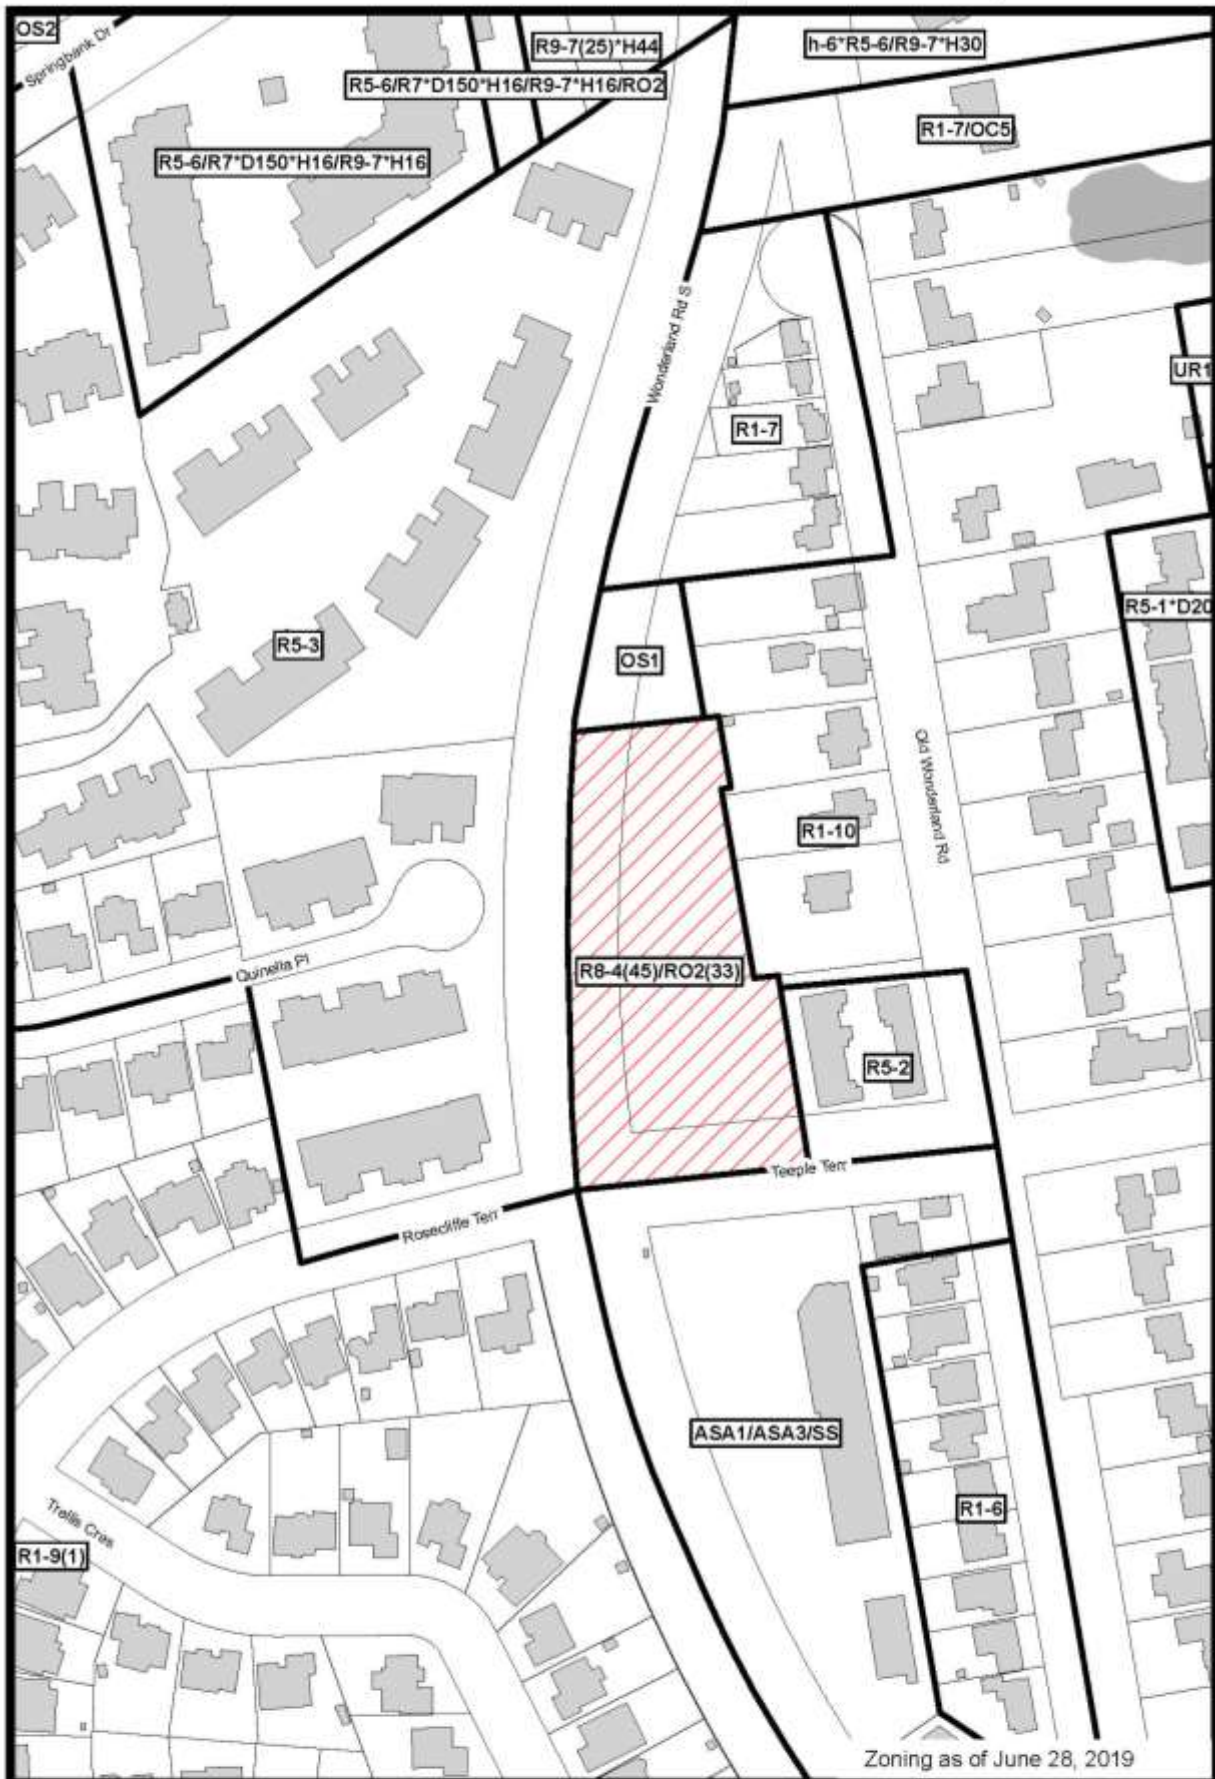 OS2
Springbank Dr
R9-7(25)*H44
h-6*R5-6/R9-7*H30
R5-6/R7*D150*H16/R9-7*H16/RO2
R1-7/OC5
R5-6/R7*D150*H16/R9-7*H16
Wonderland Rd S
UR1
R1-7
R5-1*D20
R5-3
OS1
Old Wonderland Rd
R1-10
Quinella Pl
R8-4(45)/RO2(33)
R5-2
Teeple Terr
Rosecliffe Terr
ASA1/ASA3/SS
R1-6
Trellis Cres
R1-9(1)
Zoning as of June 28, 2019